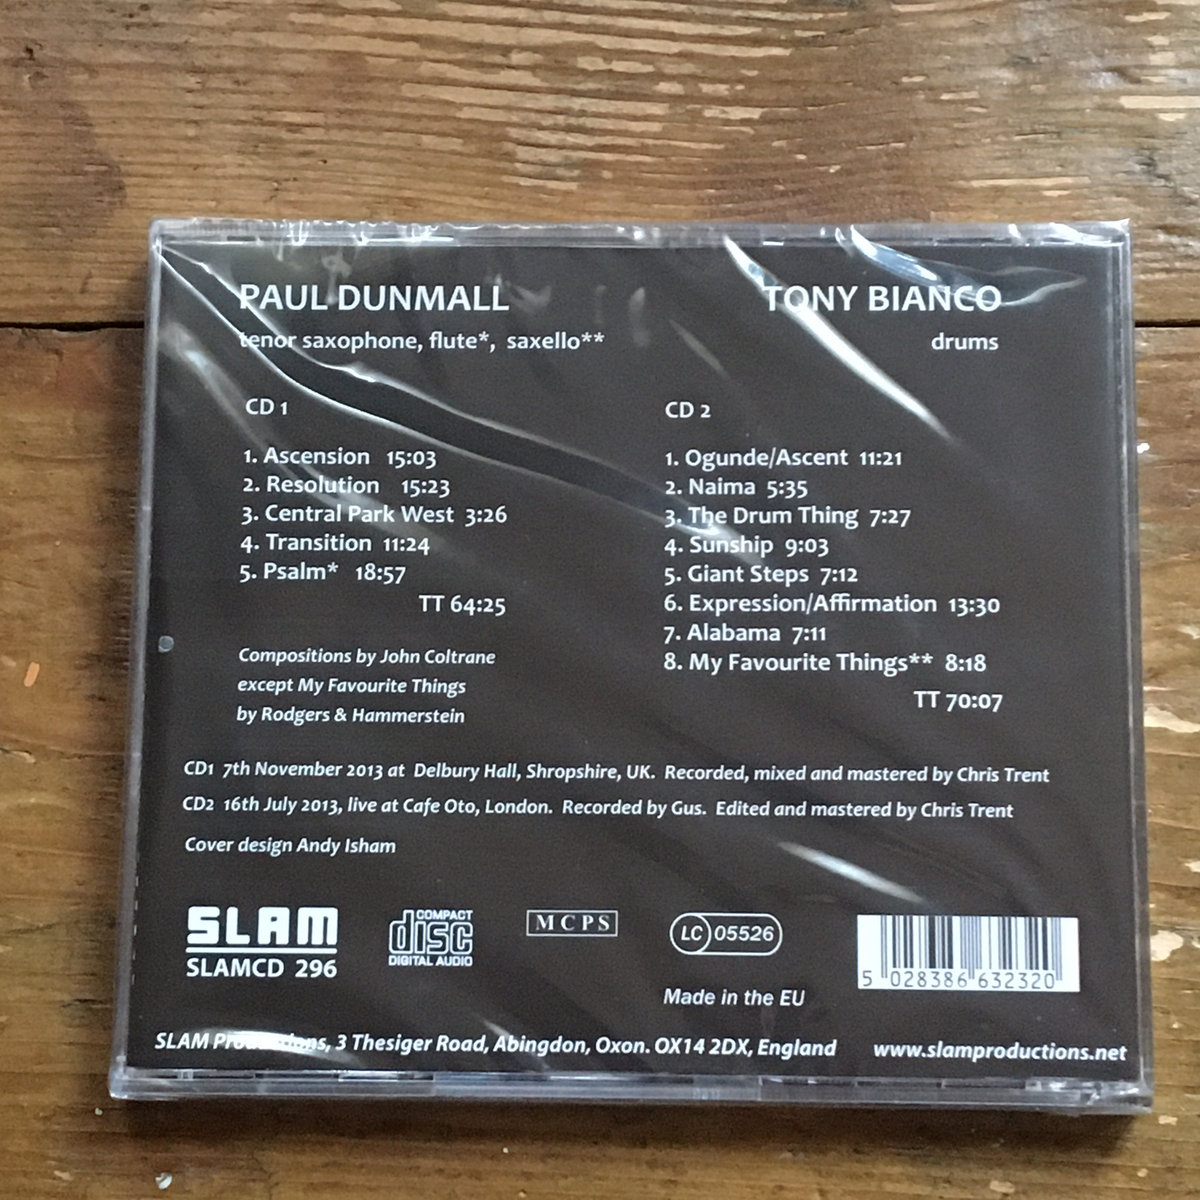 PAUL DUNMALL
tenor saxophone, flute*, saxello**
TONY BIANCO
drums
CD 1
1. Ascension 15:03
2. Resolution 15:23
3. Central Park West 3:26
4. Transition 11:24
5. Psalm* 18:57
TT 64:25
Compositions by John Coltrane
except My Favourite Things
by Rodgers & Hammerstein
CD 2
1. Ogunde/Ascent 11:21
2. Naima 5:35
3. The Drum Thing 7:27
4. Sunship 9:03
5. Giant Steps 7:12
6. Expression/Affirmation 13:30
7. Alabama 7:11
8. My Favourite Things** 8:18
TT 70:07
CD1 7th November 2013 at Delbury Hall, Shropshire, UK. Recorded, mixed and mastered by Chris Trent
CD2 16th July 2013, live at Cafe Oto, London. Recorded by Gus. Edited and mastered by Chris Trent
Cover design Andy Isham
SLAM
SLAMCD 296
COMPACT
disc
DIGITAL AUDIO
MCPS
LC 05526
Made in the EU
5 028386 632320
SLAM Productions, 3 Thesiger Road, Abingdon, Oxon. OX14 2DX, England
www.slamproductions.net